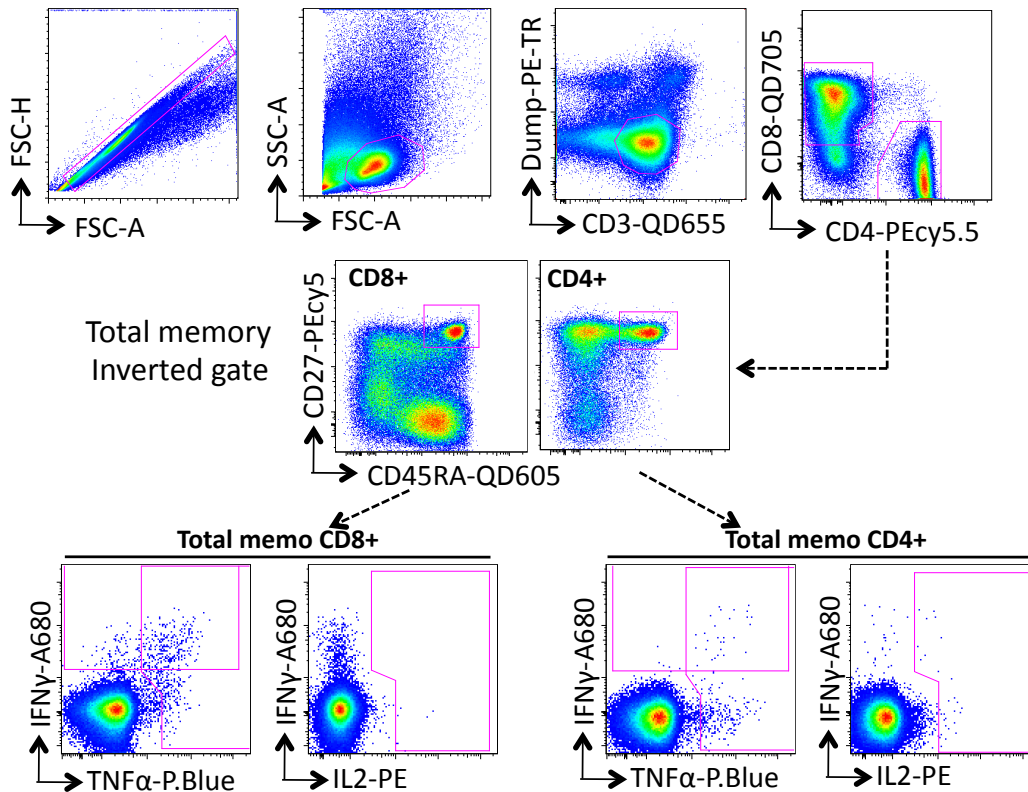 FSC-H
FSC-A
SSC-A
FSC-A
Dump-PE-TR
CD3-QD655
CD8-QD705
CD4-PEcy5.5
Total memory
Inverted gate
CD27-PEcy5
CD8+
CD4+
CD45RA-QD605
Total memo CD8+
Total memo CD4+
IFNγ-A680
TNFα-P.Blue
IFNγ-A680
IL2-PE
IFNγ-A680
TNFα-P.Blue
IFNγ-A680
IL2-PE